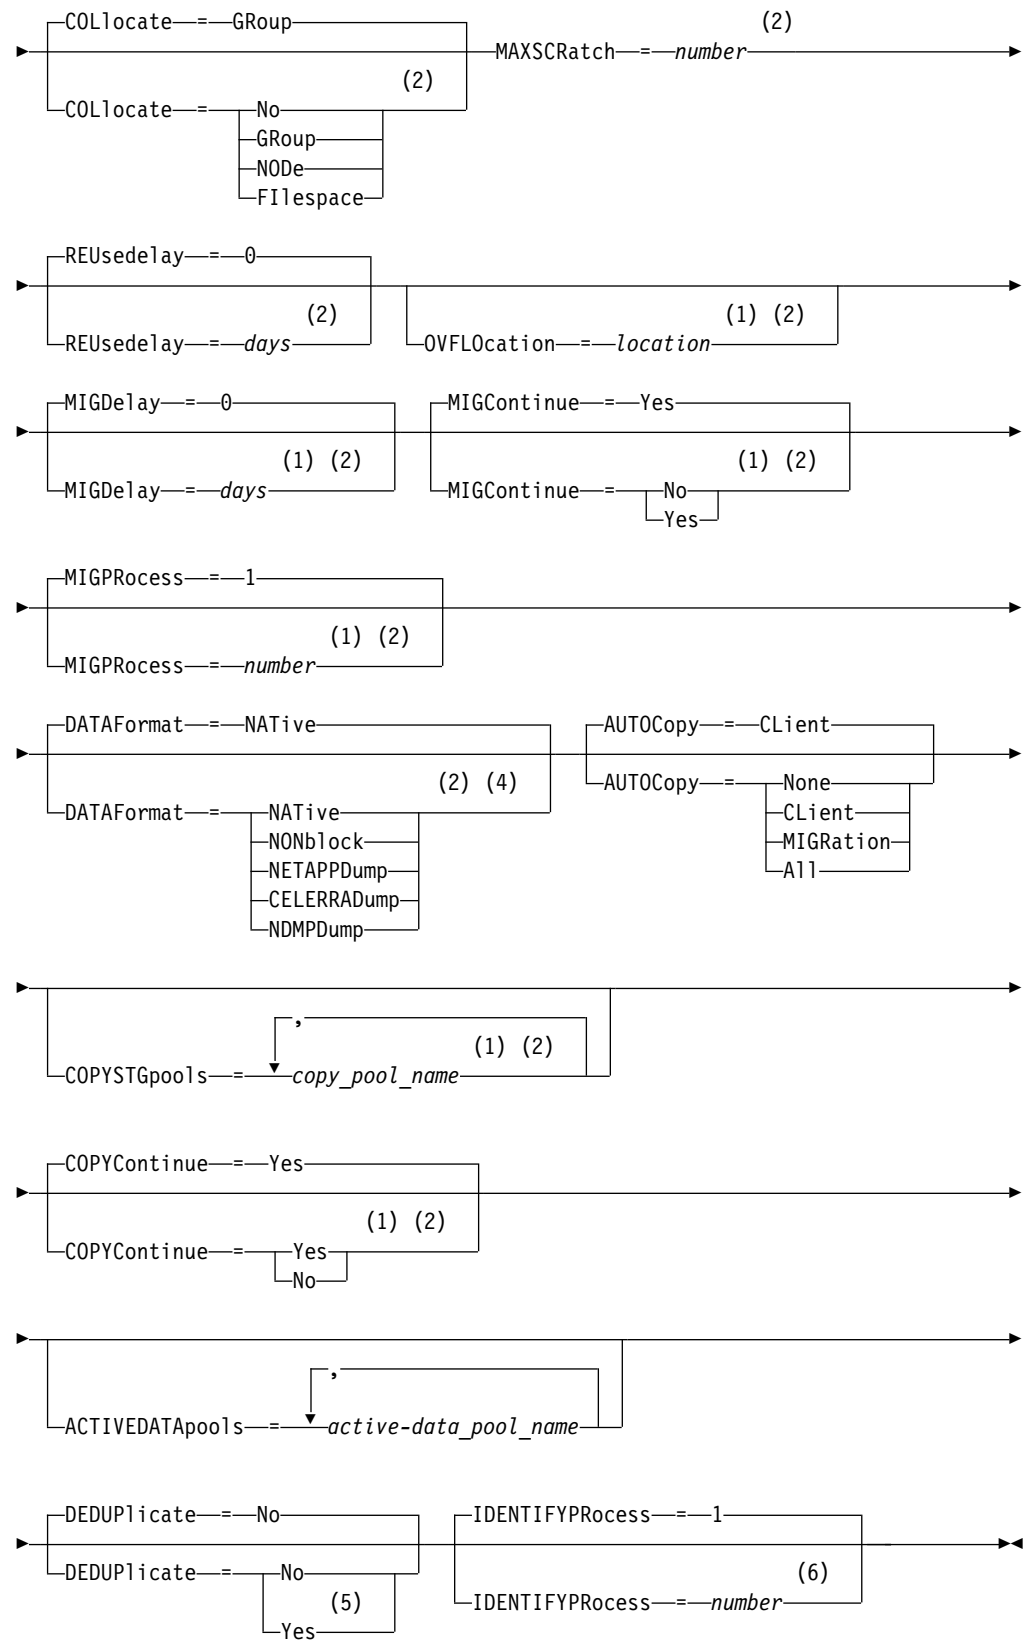 COLlocate = GRoup
(2)
MAXSCRatch = number
(2)
COLlocate = No
GRoup
NODe
FIlespace
REUsedelay = 0
(2)
(1) (2)
REUsedelay = days
OVFLOcation = location
MIGDelay = 0
MIGContinue = Yes
(1) (2)
(1) (2)
MIGDelay = days
MIGContinue = No
Yes
MIGPRocess = 1
(1) (2)
MIGPRocess = number
DATAFormat = NATive
AUTOCopy = CLient
(2) (4)
AUTOCopy = None
DATAFormat = NATive
CLient
NONblock
MIGRation
NETAPPDump
All
CELERRADump
NDMPDump
,
(1) (2)
COPYSTGpools = copy_pool_name
COPYContinue = Yes
(1) (2)
COPYContinue = Yes
No
,
ACTIVEDATApools = active-data_pool_name
DEDUPlicate = No
IDENTIFYPRocess = 1
DEDUPlicate = No
(6)
(5)
IDENTIFYPRocess = number
Yes